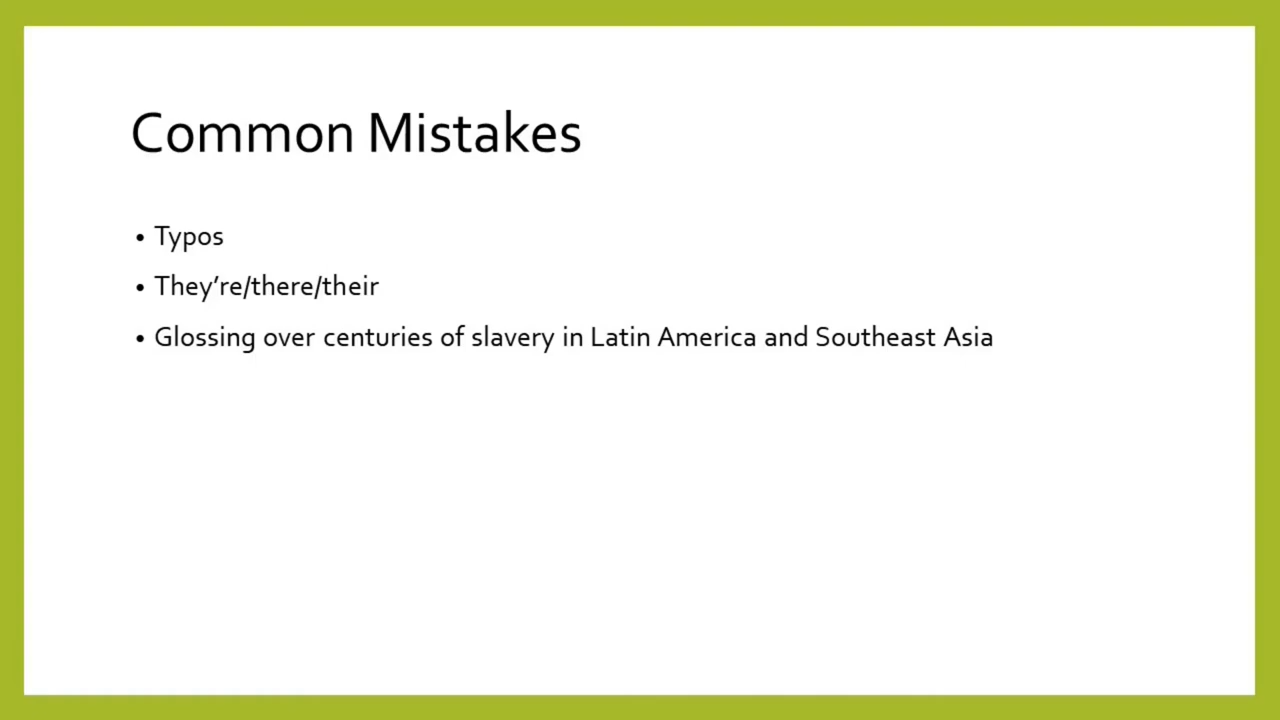 Common Mistakes
• Typos
• They’re/there/their
• Glossing over centuries of slavery in Latin America and Southeast Asia